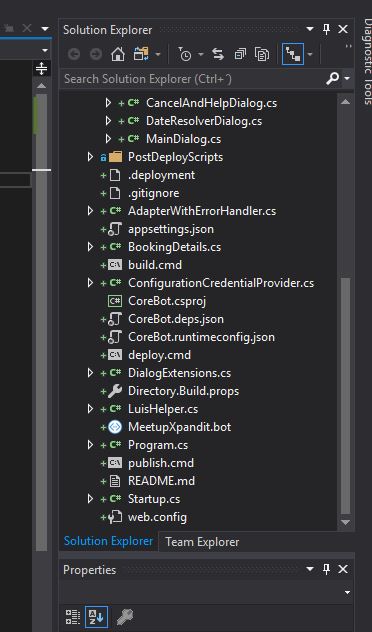 Solution Explorer
Search Solution Explorer (Ctrl+´)
CancelAndHelpDialog.cs
DateResolverDialog.cs
MainDialog.cs
PostDeployScripts
.deployment
.gitignore
AdapterWithErrorHandler.cs
appsettings.json
BookingDetails.cs
build.cmd
ConfigurationCredentialProvider.cs
CoreBot.csproj
CoreBot.deps.json
CoreBot.runtimeconfig.json
deploy.cmd
DialogExtensions.cs
Directory.Build.props
LuisHelper.cs
MeetupXpandit.bot
Program.cs
publish.cmd
README.md
Startup.cs
web.config
Solution Explorer Team Explorer
Properties
Diagnostic Tools